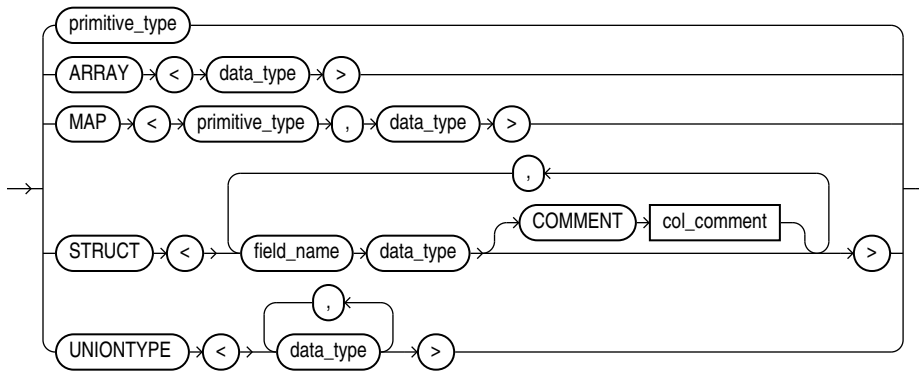 primitive_type
ARRAY < data_type >
MAP < primitive_type , data_type >
,
COMMENT col_comment
STRUCT < field_name data_type >
,
UNIONTYPE < data_type >